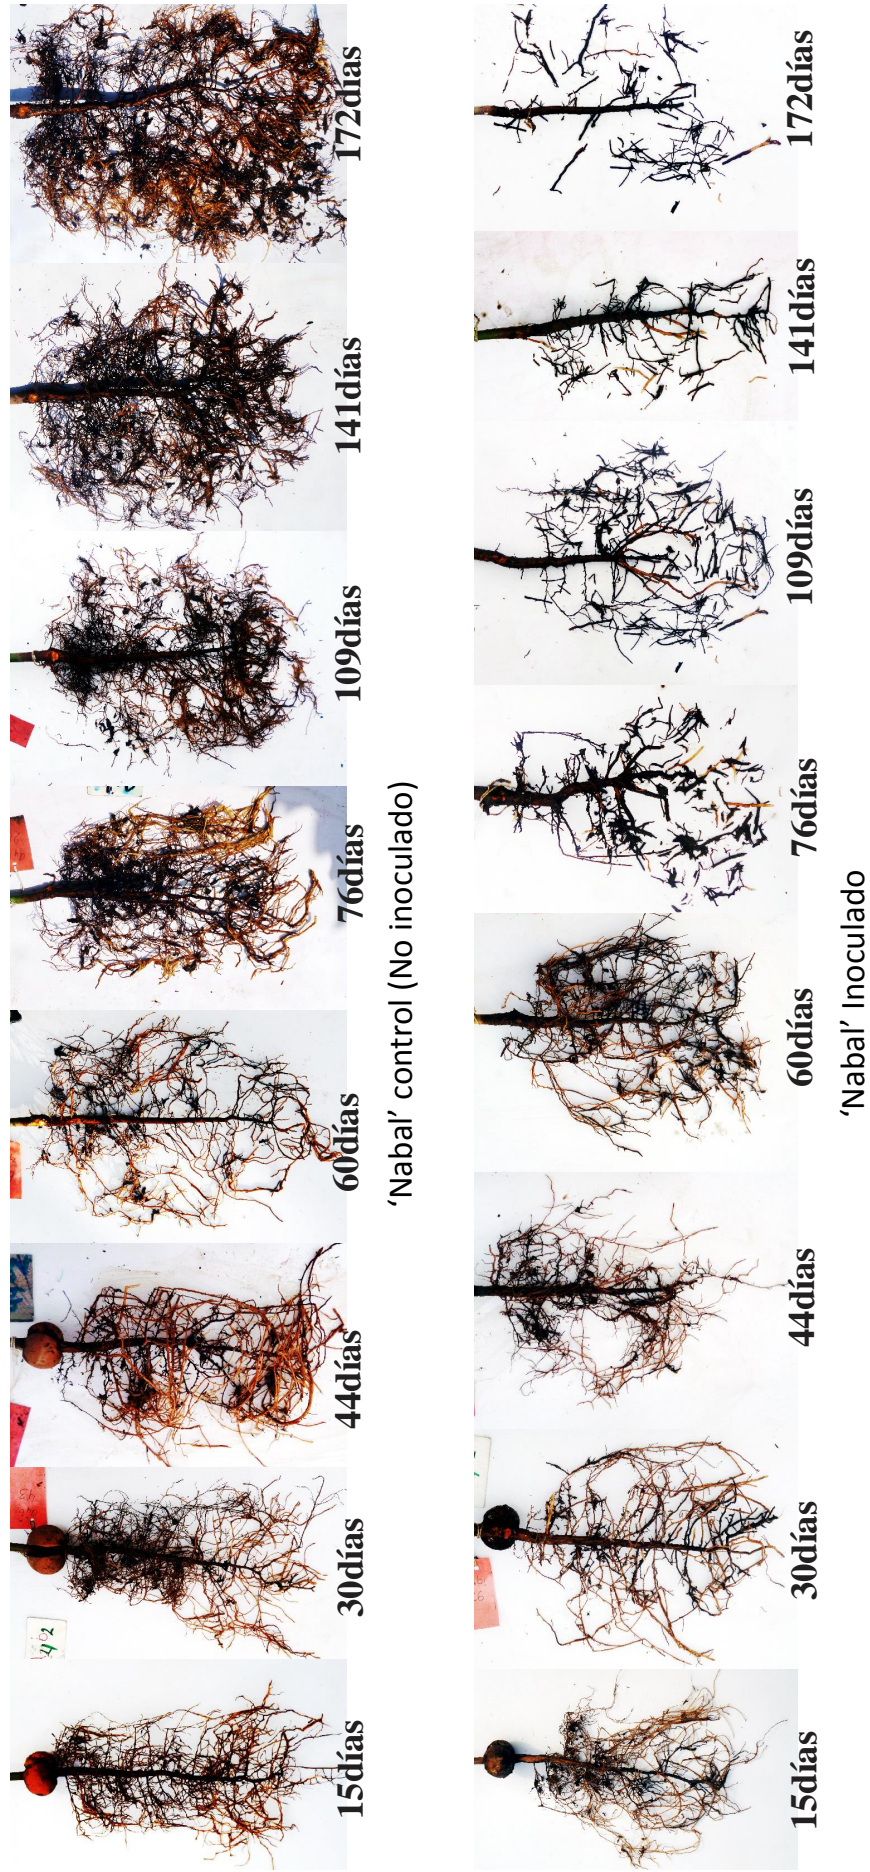 15días
30días
44días
60días
76días
109días
141días
172días
‘Nabal’ control (No inoculado)
15días
30días
44días
60días
76días
109días
141días
172días
‘Nabal’ Inoculado